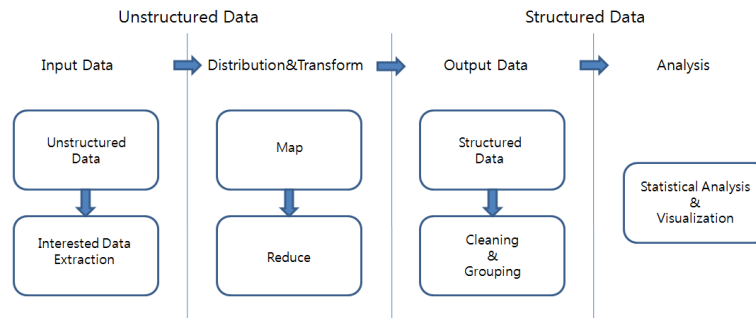 Unstructured Data
Structured Data
Input Data
Distribution&Transform
Output Data
Analysis
Unstructured
Data
Map
Structured
Data
Statistical Analysis
&
Visualization
Interested Data
Extraction
Reduce
Cleaning
&
Grouping